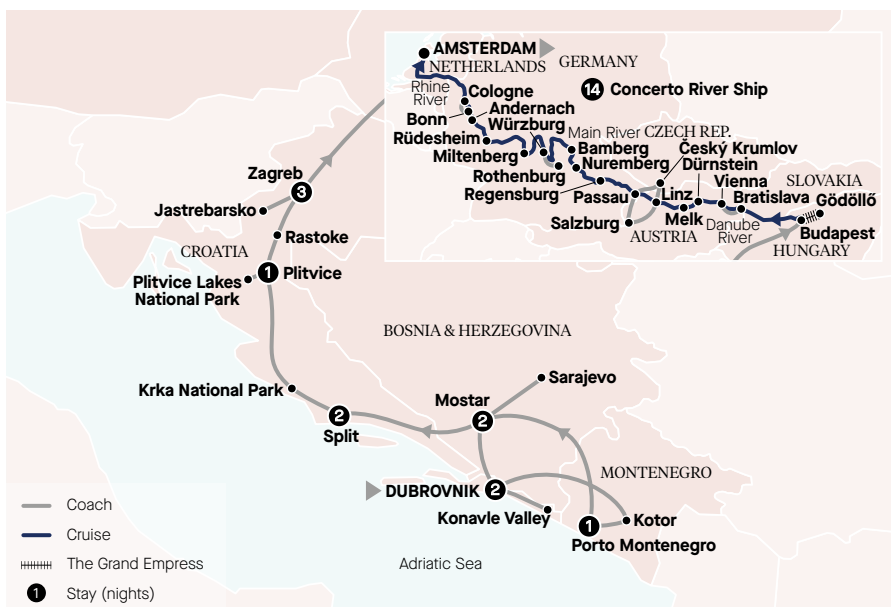 AMSTERDAM
NETHERLANDS
GERMANY
Rhine
River
14 Concerto River Ship
Cologne
Bonn
Andernach
Würzburg
Rüdesheim
Miltenberg
Main River
CZECH REP.
Bamberg
Český Krumlov
Nuremberg
Dürnstein
Rothenburg
Regensburg
Vienna
SLOVAKIA
Passau
Linz
Bratislava
Gödöllő
Salzburg
Melk
AUSTRIA
Danube
River
Budapest
HUNGARY
Zagreb
3
Jastrebarsko
Rastoke
CROATIA
1 Plitvice
Plitvice Lakes
National Park
BOSNIA & HERZEGOVINA
Krka National Park
Sarajevo
Mostar
2
2
Split
MONTENEGRO
DUBROVNIK 2
Konavle Valley
Kotor
1
Porto Montenegro
Adriatic Sea
Coach
Cruise
The Grand Empress
1 Stay (nights)